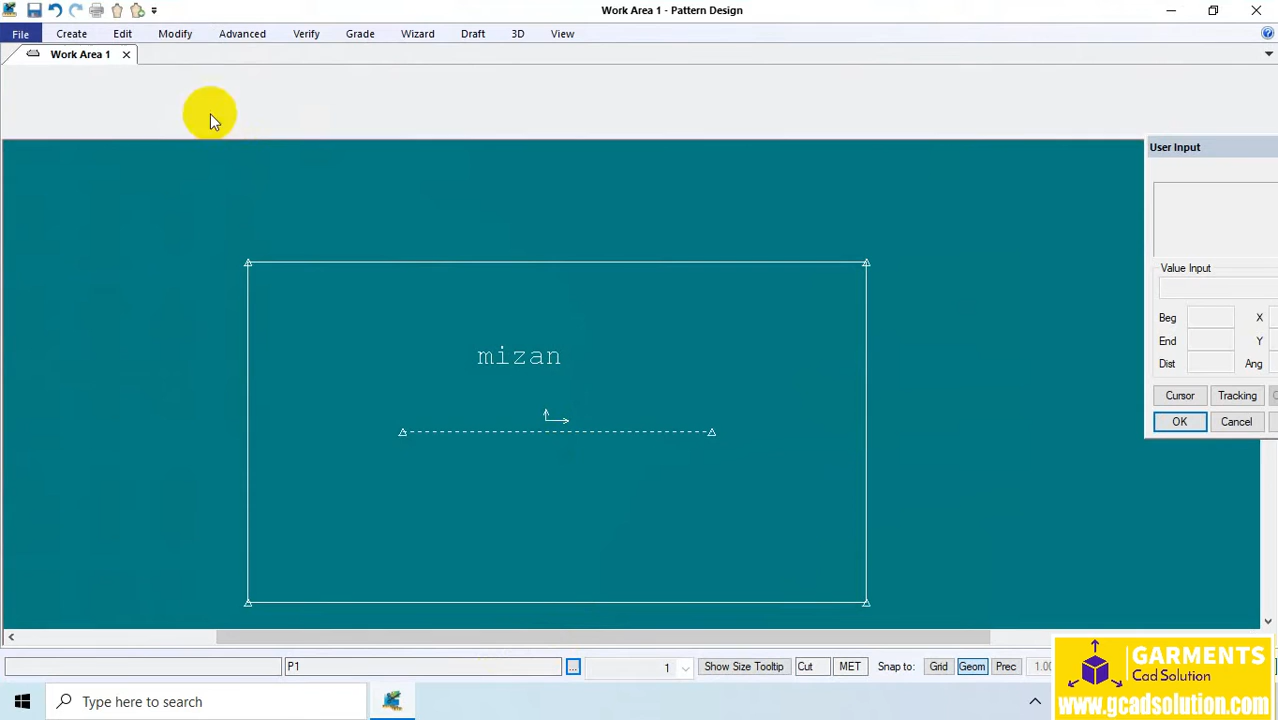 Work Area 1 - Pattern Design
File Create Edit Modify Advanced Verify Grade Wizard Draft 3D View
Work Area 1
User Input
Value Input
Beg X
End Y
Dist Ang
Cursor Tracking
OK Cancel
mizan
P1 ... 1 Show Size Tooltip Cut MET Snap to: Grid Geom Prec 1.00
Type here to search
GARMENTS
Cad Solution
www.gcadsolution.com